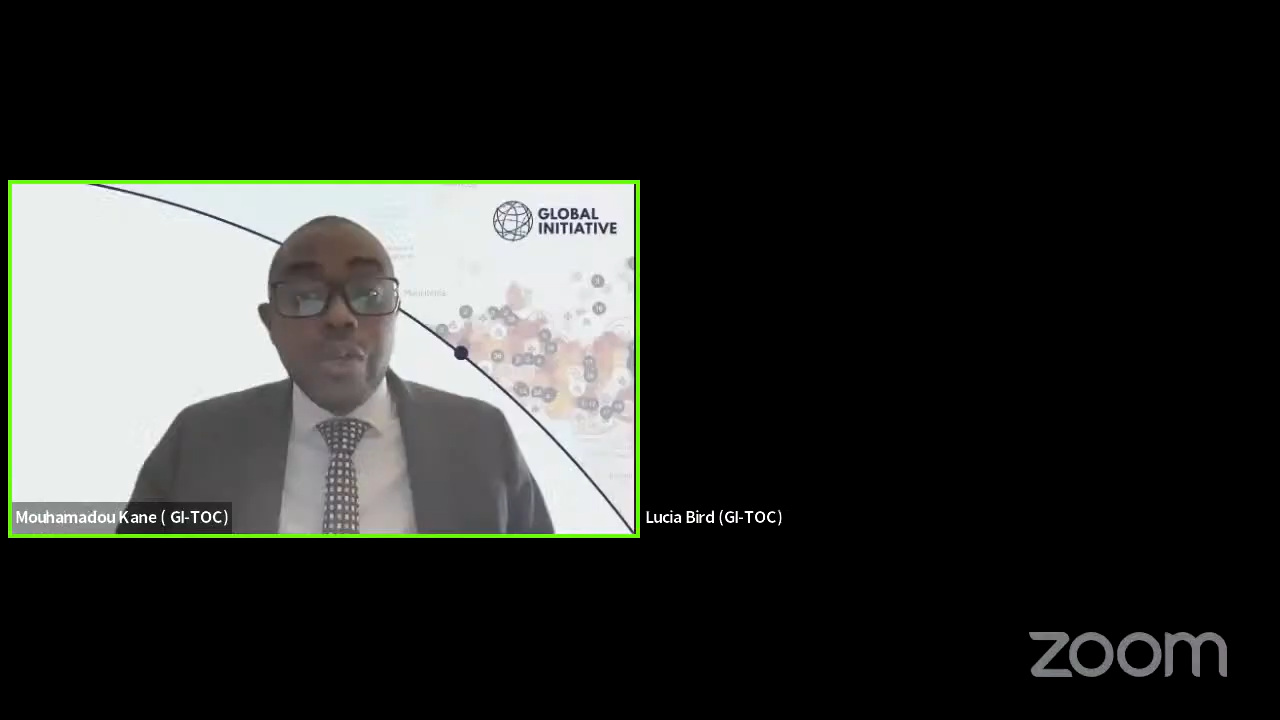 GLOBAL
INITIATIVE
Mouhamadou Kane ( GI-TOC)
Lucia Bird (GI-TOC)
zoom